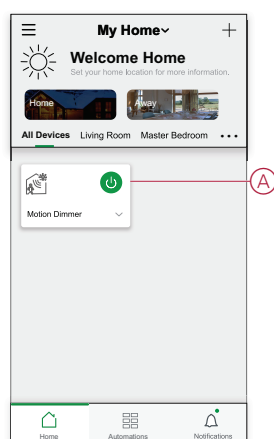 My Home
Welcome Home
Set your home location for more information.
Home Away
All Devices Living Room Master Bedroom
Motion Dimmer
A
Home Automations Notifications